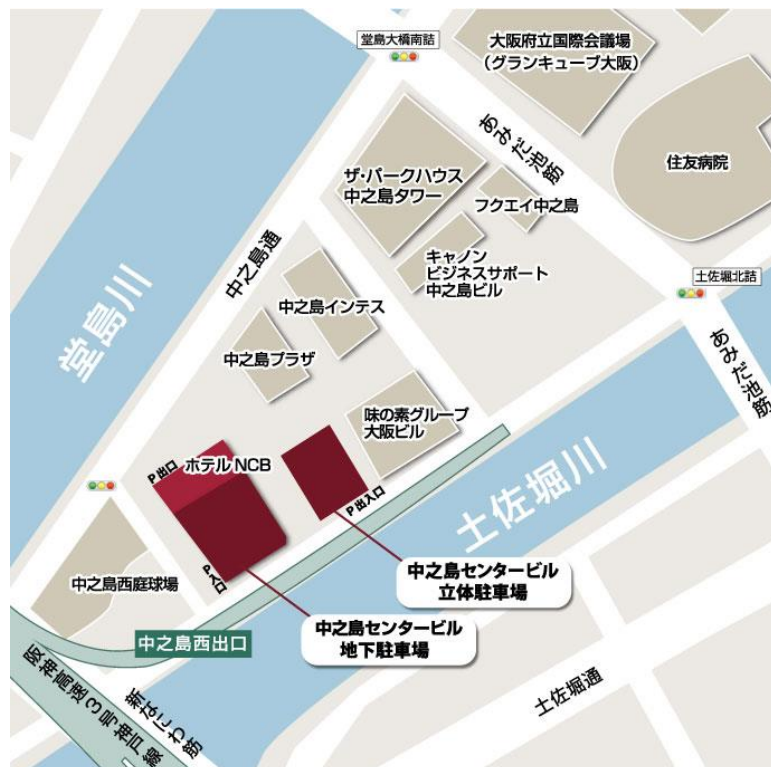 堂島大橋南詰
大阪府立国際会議場
（グランキューブ大阪）
あみだ池筋
住友病院
ザ・パークハウス
中之島タワー
フクエイ中之島
キヤノン
ビジネスサポート
中之島ビル
土佐堀北詰
中之島通
堂島川
中之島インテス
中之島プラザ
あみだ池筋
味の素グループ
大阪ビル
P出口
ホテルNCB
P出入口
土佐堀川
P
入口
中之島西庭球場
中之島センタービル
立体駐車場
中之島西出口
中之島センタービル
地下駐車場
阪神高速3号神戸線
新なにわ筋
土佐堀通